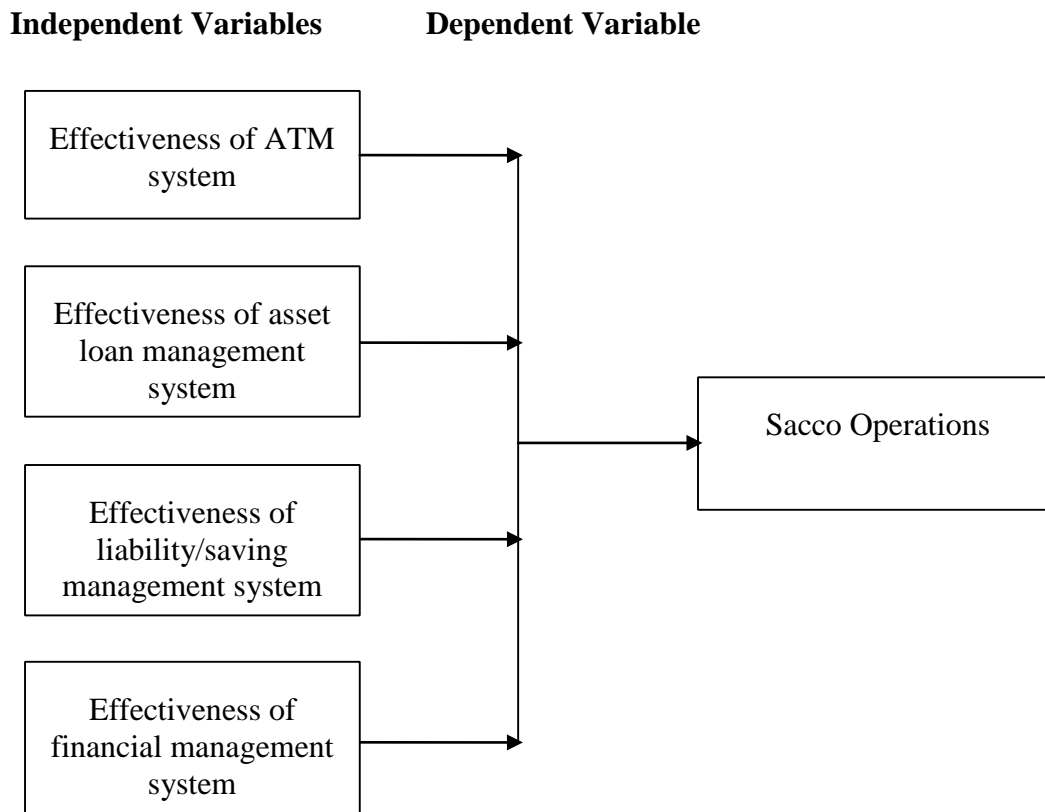 Independent Variables Dependent Variable
Effectiveness of ATM
system
Effectiveness of asset
loan management
system
Sacco Operations
Effectiveness of
liability/saving
management system
Effectiveness of
financial management
system